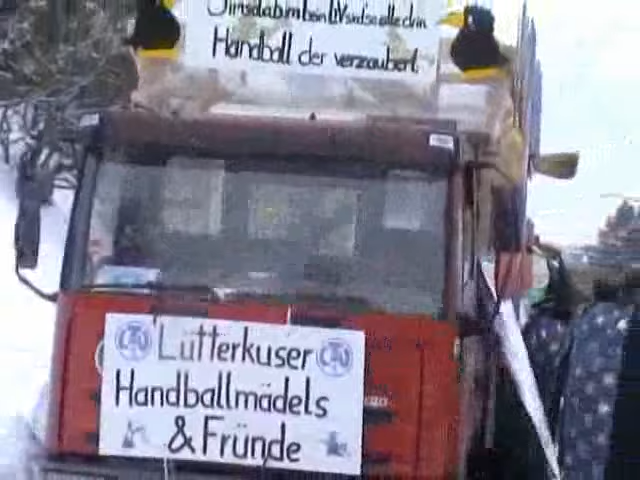 Handball der verzaubert
Lutterkuser
Handballmädels
& Fründe